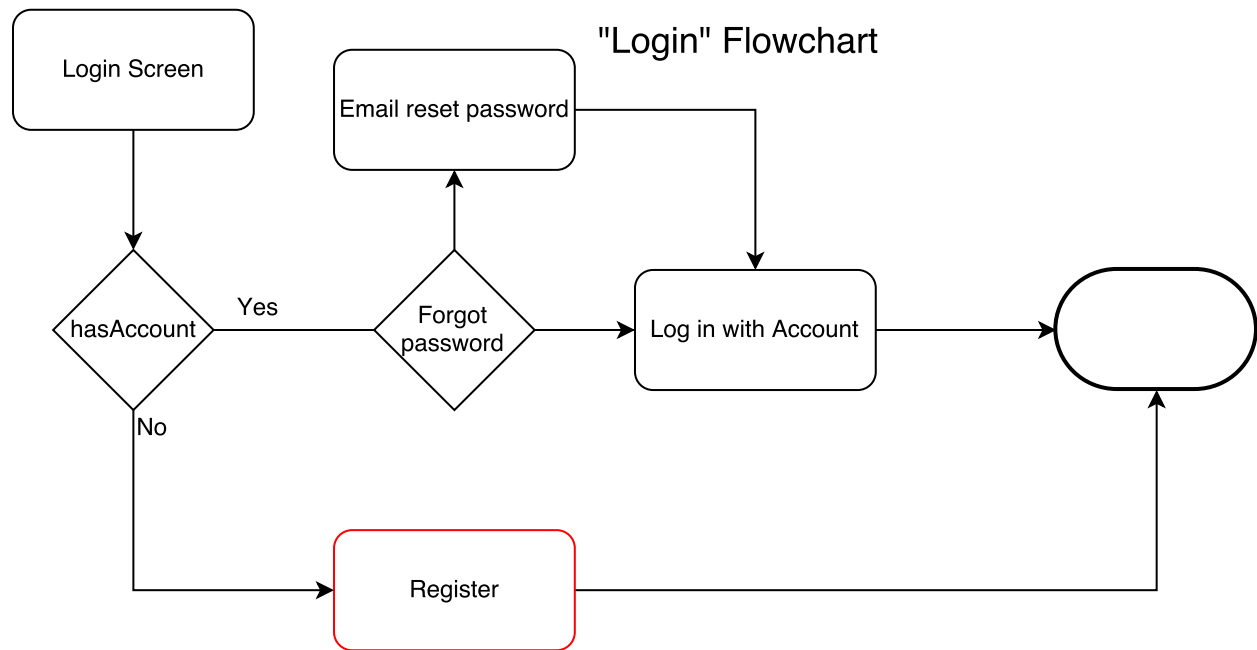 "Login" Flowchart
Login Screen
Email reset password
hasAccount
Yes
Forgot
password
Log in with Account
No
Register